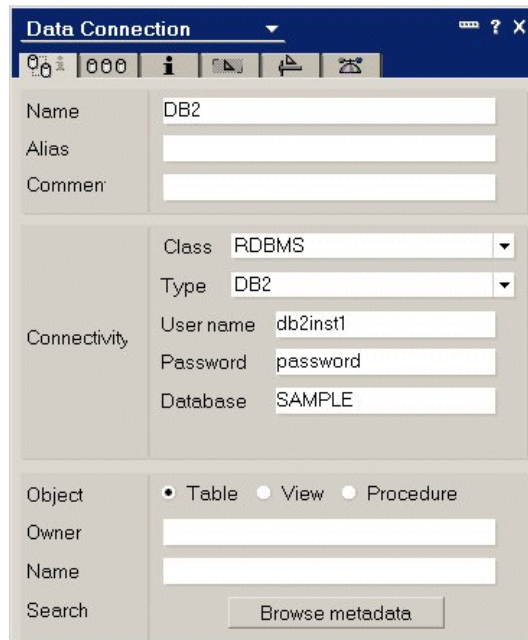 Data Connection ? X
i
Name DB2
Alias
Commen
Class RDBMS
Type DB2
Connectivity
User name db2inst1
Password password
Database SAMPLE
Object Table View Procedure
Owner
Name
Search Browse metadata